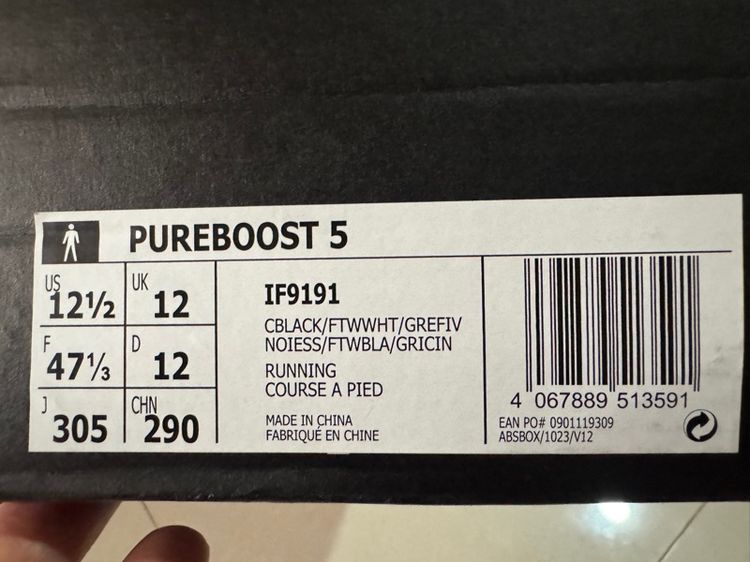 PUREBOOST 5
US 12½ UK 12
F 47⅓ D 12
J 305 CHN 290
IF9191
CBLACK/FTWWHT/GREFIV
NOIESS/FTWBLA/GRICIN
RUNNING
COURSE A PIED
MADE IN CHINA
FABRIQUÉ EN CHINE
4 067889 513591
EAN PO# 0901119309
ABSBOX/1023/V12